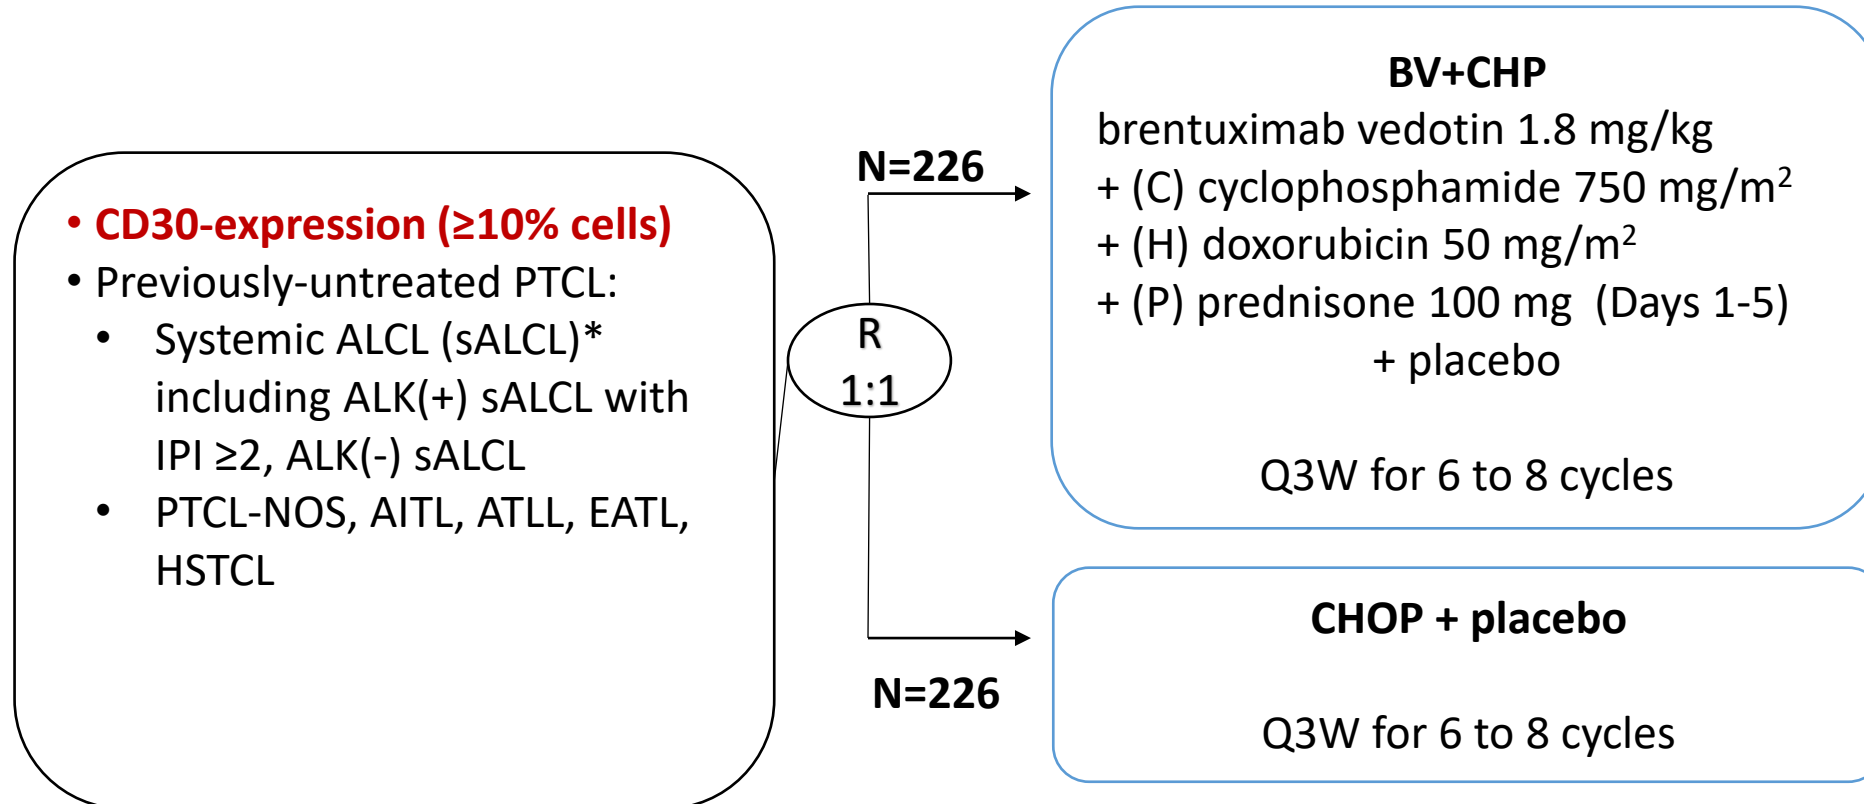 • CD30-expression (≥10% cells)
• Previously-untreated PTCL:
• Systemic ALCL (sALCL)*
including ALK(+) sALCL with
IPI ≥2, ALK(-) sALCL
• PTCL-NOS, AITL, ATLL, EATL,
HSTCL
R
1:1
N=226
N=226
BV+CHP
brentuximab vedotin 1.8 mg/kg
+ (C) cyclophosphamide 750 mg/m²
+ (H) doxorubicin 50 mg/m²
+ (P) prednisone 100 mg (Days 1-5)
+ placebo
Q3W for 6 to 8 cycles
CHOP + placebo
Q3W for 6 to 8 cycles